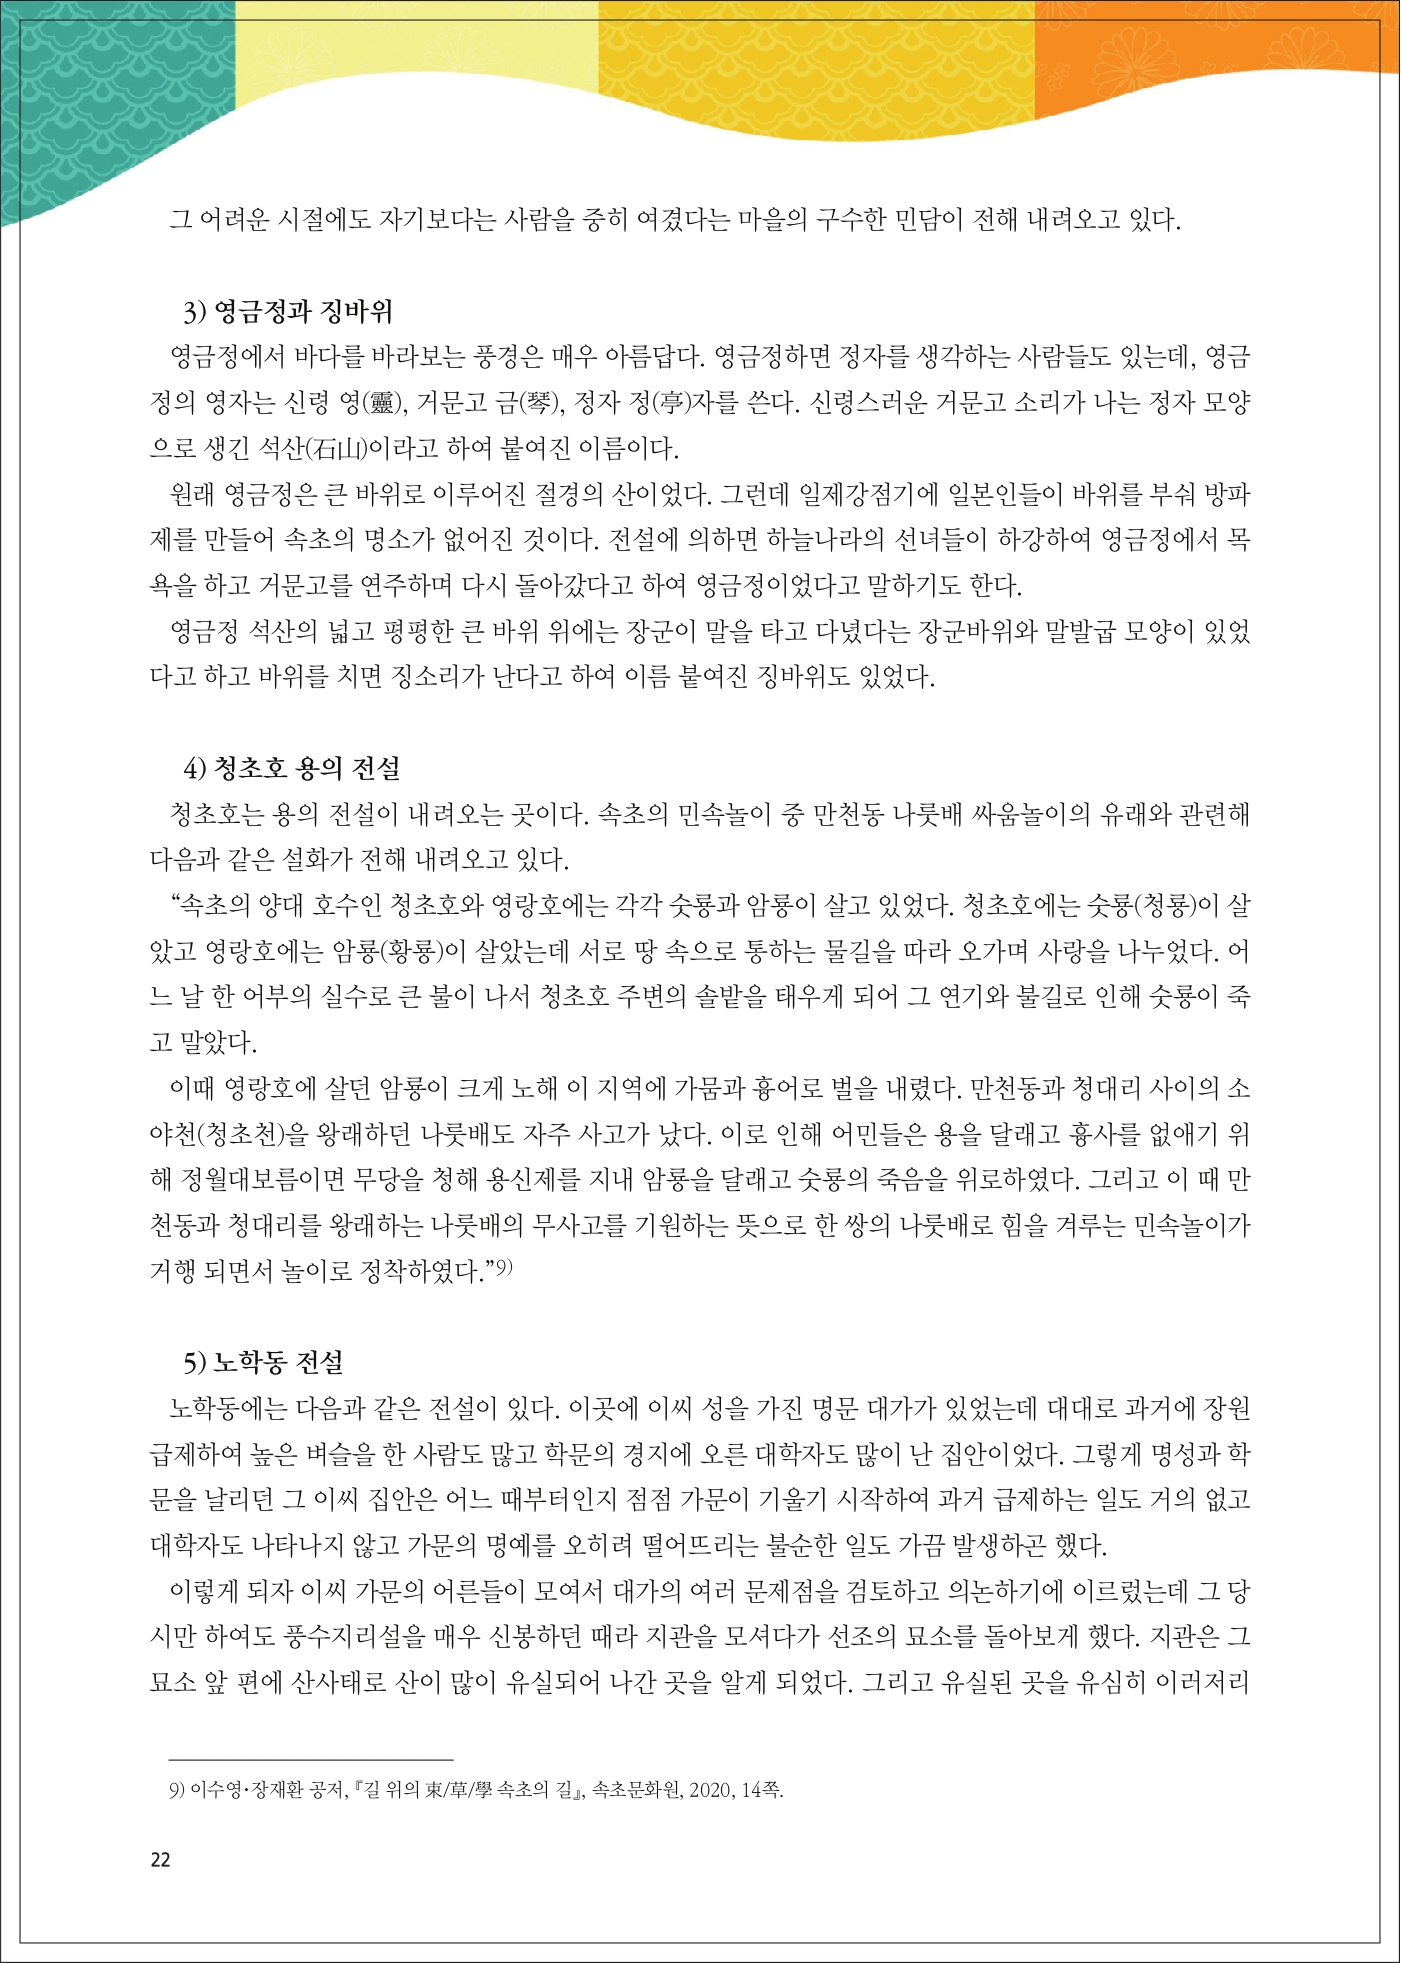 그 어려운 시절에도 자기보다는 사람을 중히 여겼다는 마을의 구수한 민담이 전해 내려오고 있다.
3) 영금정과 징바위
영금정에서 바다를 바라보는 풍경은 매우 아름답다. 영금정하면 정자를 생각하는 사람들도 있는데, 영금
정의 영자는 신령 영(靈), 거문고 금(琴), 정자 정(亭)자를 쓴다. 신령스러운 거문고 소리가 나는 정자 모양
으로 생긴 석산(石山)이라고 하여 붙여진 이름이다.
원래 영금정은 큰 바위로 이루어진 절경의 산이었다. 그런데 일제강점기에 일본인들이 바위를 부숴 방파
제를 만들어 속초의 명소가 없어진 것이다. 전설에 의하면 하늘나라의 선녀들이 하강하여 영금정에서 목
욕을 하고 거문고를 연주하며 다시 돌아갔다고 하여 영금정이었다고 말하기도 한다.
영금정 석산의 넓고 평평한 큰 바위 위에는 장군이 말을 타고 다녔다는 장군바위와 말발굽 모양이 있었
다고 하고 바위를 치면 징소리가 난다고 하여 이름 붙여진 징바위도 있었다.
4) 청초호 용의 전설
청초호는 용의 전설이 내려오는 곳이다. 속초의 민속놀이 중 만천동 나룻배 싸움놀이의 유래와 관련해
다음과 같은 설화가 전해 내려오고 있다.
“속초의 양대 호수인 청초호와 영랑호에는 각각 숫룡과 암룡이 살고 있었다. 청초호에는 숫룡(청룡)이 살
았고 영랑호에는 암룡(황룡)이 살았는데 서로 땅 속으로 통하는 물길을 따라 오가며 사랑을 나누었다. 어
느 날 한 어부의 실수로 큰 불이 나서 청초호 주변의 솔밭을 태우게 되어 그 연기와 불길로 인해 숫룡이 죽
고 말았다.
이때 영랑호에 살던 암룡이 크게 노해 이 지역에 가뭄과 흉어로 벌을 내렸다. 만천동과 청대리 사이의 소
야천(청초천)을 왕래하던 나룻배도 자주 사고가 났다. 이로 인해 어민들은 용을 달래고 흉사를 없애기 위
해 정월대보름이면 무당을 청해 용신제를 지내 암룡을 달래고 숫룡의 죽음을 위로하였다. 그리고 이 때 만
천동과 청대리를 왕래하는 나룻배의 무사고를 기원하는 뜻으로 한 쌍의 나룻배로 힘을 겨루는 민속놀이가
거행 되면서 놀이로 정착하였다.”9)
5) 노학동 전설
노학동에는 다음과 같은 전설이 있다. 이곳에 이씨 성을 가진 명문 대가가 있었는데 대대로 과거에 장원
급제하여 높은 벼슬을 한 사람도 많고 학문의 경지에 오른 대학자도 많이 난 집안이었다. 그렇게 명성과 학
문을 날리던 그 이씨 집안은 어느 때부터인지 점점 가문이 기울기 시작하여 과거 급제하는 일도 거의 없고
대학자도 나타나지 않고 가문의 명예를 오히려 떨어뜨리는 불순한 일도 가끔 발생하곤 했다.
이렇게 되자 이씨 가문의 어른들이 모여서 대가의 여러 문제점을 검토하고 의논하기에 이르렀는데 그 당
시만 하여도 풍수지리설을 매우 신봉하던 때라 지관을 모셔다가 선조의 묘소를 돌아보게 했다. 지관은 그
묘소 앞 편에 산사태로 산이 많이 유실되어 나간 곳을 알게 되었다. 그리고 유실된 곳을 유심히 이러저리
9) 이수영･장재환 공저, 『길 위의 束/草/學 속초의 길』, 속초문화원, 2020, 14쪽.
22